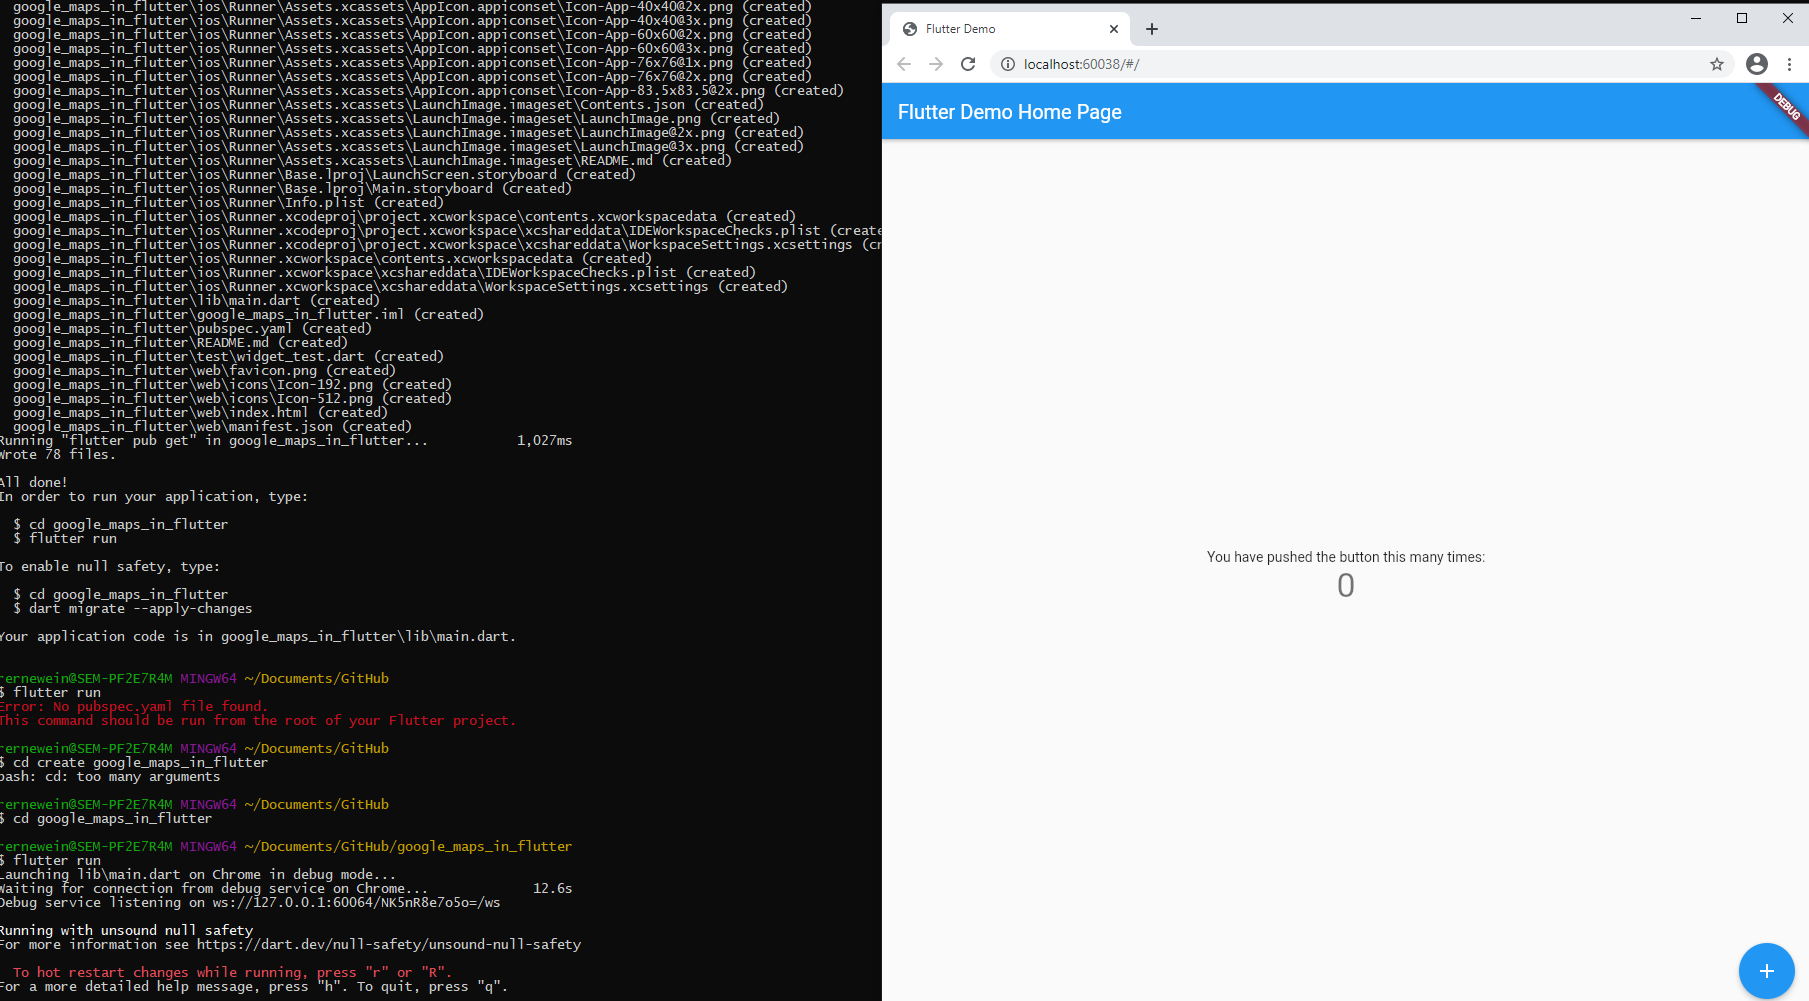 google_maps_in_flutter\ios\Runner\Assets.xcassets\AppIcon.appiconset\Icon-App-40x40@2x.png (created)
google_maps_in_flutter\ios\Runner\Assets.xcassets\AppIcon.appiconset\Icon-App-40x40@3x.png (created)
google_maps_in_flutter\ios\Runner\Assets.xcassets\AppIcon.appiconset\Icon-App-60x60@2x.png (created)
google_maps_in_flutter\ios\Runner\Assets.xcassets\AppIcon.appiconset\Icon-App-60x60@3x.png (created)
google_maps_in_flutter\ios\Runner\Assets.xcassets\AppIcon.appiconset\Icon-App-76x76@1x.png (created)
google_maps_in_flutter\ios\Runner\Assets.xcassets\AppIcon.appiconset\Icon-App-76x76@2x.png (created)
google_maps_in_flutter\ios\Runner\Assets.xcassets\AppIcon.appiconset\Icon-App-83.5x83.5@2x.png (created)
google_maps_in_flutter\ios\Runner\Assets.xcassets\LaunchImage.imageset\Contents.json (created)
google_maps_in_flutter\ios\Runner\Assets.xcassets\LaunchImage.imageset\LaunchImage.png (created)
google_maps_in_flutter\ios\Runner\Assets.xcassets\LaunchImage.imageset\LaunchImage@2x.png (created)
google_maps_in_flutter\ios\Runner\Assets.xcassets\LaunchImage.imageset\LaunchImage@3x.png (created)
google_maps_in_flutter\ios\Runner\Assets.xcassets\LaunchImage.imageset\README.md (created)
google_maps_in_flutter\ios\Runner\Base.lproj\LaunchScreen.storyboard (created)
google_maps_in_flutter\ios\Runner\Base.lproj\Main.storyboard (created)
google_maps_in_flutter\ios\Runner\Info.plist (created)
google_maps_in_flutter\ios\Runner.xcodeproj\project.xcworkspace\contents.xcworkspacedata (created)
google_maps_in_flutter\ios\Runner.xcodeproj\project.xcworkspace\xcshareddata\IDEWorkspaceChecks.plist (create
google_maps_in_flutter\ios\Runner.xcodeproj\project.xcworkspace\xcshareddata\WorkspaceSettings.xcsettings (cr
google_maps_in_flutter\ios\Runner.xcworkspace\contents.xcworkspacedata (created)
google_maps_in_flutter\ios\Runner.xcworkspace\xcshareddata\IDEWorkspaceChecks.plist (created)
google_maps_in_flutter\ios\Runner.xcworkspace\xcshareddata\WorkspaceSettings.xcsettings (created)
google_maps_in_flutter\lib\main.dart (created)
google_maps_in_flutter\google_maps_in_flutter.iml (created)
google_maps_in_flutter\pubspec.yaml (created)
google_maps_in_flutter\README.md (created)
google_maps_in_flutter\test\widget_test.dart (created)
google_maps_in_flutter\web\favicon.png (created)
google_maps_in_flutter\web\icons\Icon-192.png (created)
google_maps_in_flutter\web\icons\Icon-512.png (created)
google_maps_in_flutter\web\index.html (created)
google_maps_in_flutter\web\manifest.json (created)
Running "flutter pub get" in google_maps_in_flutter... 1,027ms
Wrote 78 files.
All done!
In order to run your application, type:
$ cd google_maps_in_flutter
$ flutter run
To enable null safety, type:
$ cd google_maps_in_flutter
$ dart migrate --apply-changes
Your application code is in google_maps_in_flutter\lib\main.dart.
rernewein@SEM-PF2E7R4M MINGW64 ~/Documents/GitHub
$ flutter run
Error: No pubspec.yaml file found.
This command should be run from the root of your Flutter project.
rernewein@SEM-PF2E7R4M MINGW64 ~/Documents/GitHub
$ cd create google_maps_in_flutter
bash: cd: too many arguments
rernewein@SEM-PF2E7R4M MINGW64 ~/Documents/GitHub
$ cd google_maps_in_flutter
rernewein@SEM-PF2E7R4M MINGW64 ~/Documents/GitHub/google_maps_in_flutter
$ flutter run
Launching lib\main.dart on Chrome in debug mode...
Waiting for connection from debug service on Chrome... 12.6s
Debug service listening on ws://127.0.0.1:60064/NK5nR8e7o5o=/ws
Running with unsound null safety
For more information see https://dart.dev/null-safety/unsound-null-safety
To hot restart changes while running, press "r" or "R".
For a more detailed help message, press "h". To quit, press "q".
Flutter Demo
localhost:60038/#/
Flutter Demo Home Page
DEBUG
You have pushed the button this many times:
0
+